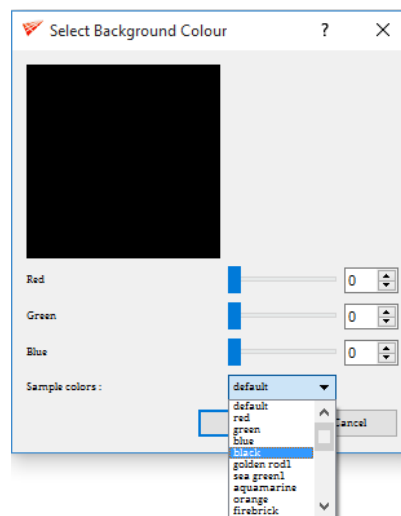 Select Background Colour
?
Red 0
Green 0
Blue 0
Sample colors : default
default
red
green
blue
black
golden rod1
sea green1
aquamarine
orange
firebrick
Cancel